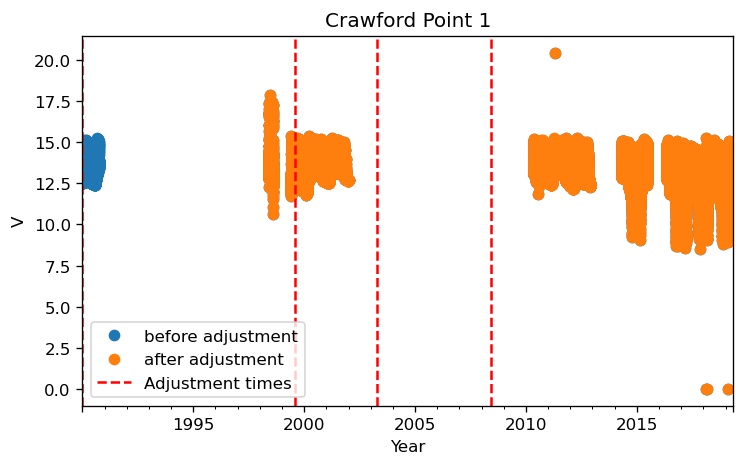 Crawford Point 1
V
20.0
17.5
15.0
12.5
10.0
7.5
5.0
2.5
0.0
before adjustment
after adjustment
Adjustment times
1995 2000 2005 2010 2015
Year